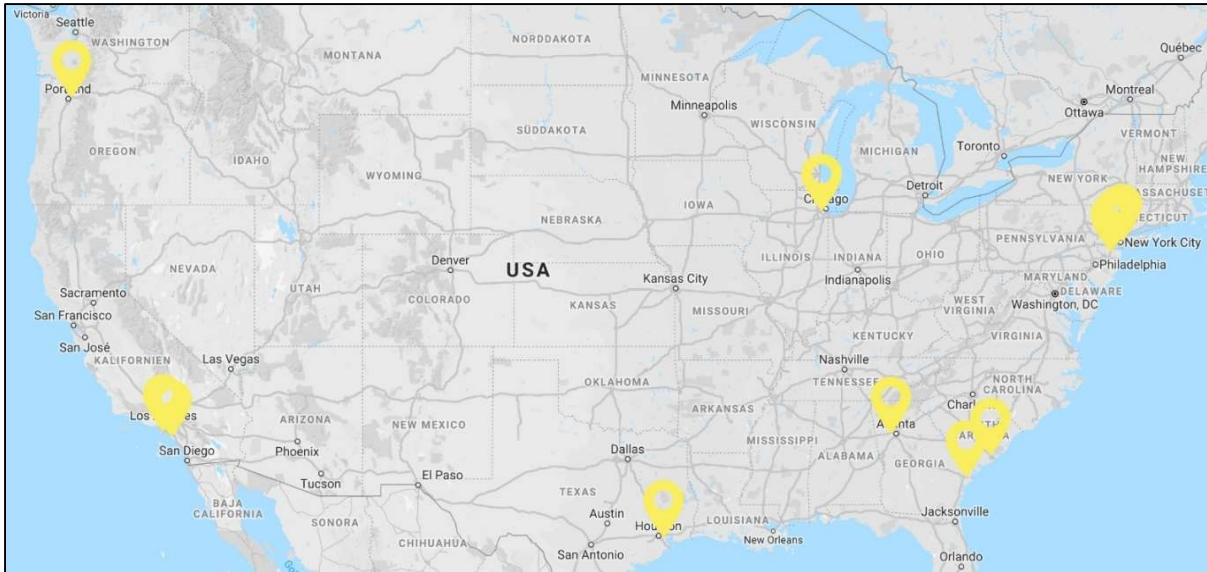 Victoria
Seattle
WASHINGTON
MONTANA
NORDDAKOTA
MINNESOTA
Québec
Montreal
Ottawa
Minneapolis
WISCONSIN
VERMONT
Toronto
MICHIGAN
NEW
HAMPSHIRE
OREGON
IDAHO
SÜDDAKOTA
WYOMING
Detroit
NEW YORK
IOWA
NEBRASKA
PENNSYLVANIA
New York City
Philadelphia
NEVADA
UTAH
Denver
USA
COLORADO
ILLINOIS
INDIANA
OHIO
Indianapolis
MARYLAND
DELAWARE
Washington, DC
Kansas City
KANSAS
MISSOURI
WEST
VIRGINIA
VIRGINIA
KENTUCKY
Sacramento
San Francisco
San José
KALIFORNIEN
Las Vegas
Nashville
TENNESSEE
NORTH
CAROLINA
OKLAHOMA
ARKANSAS
ARIZONA
NEW MEXICO
Phoenix
San Diego
Tucson
El Paso
Dallas
MISSISSIPPI
ALABAMA
GEORGIA
TEXAS
Austin
LOUISIANA
New Orleans
San Antonio
Jacksonville
Orlando
BAJA
CALIFORNIA
SONORA
CHIHUAHUA